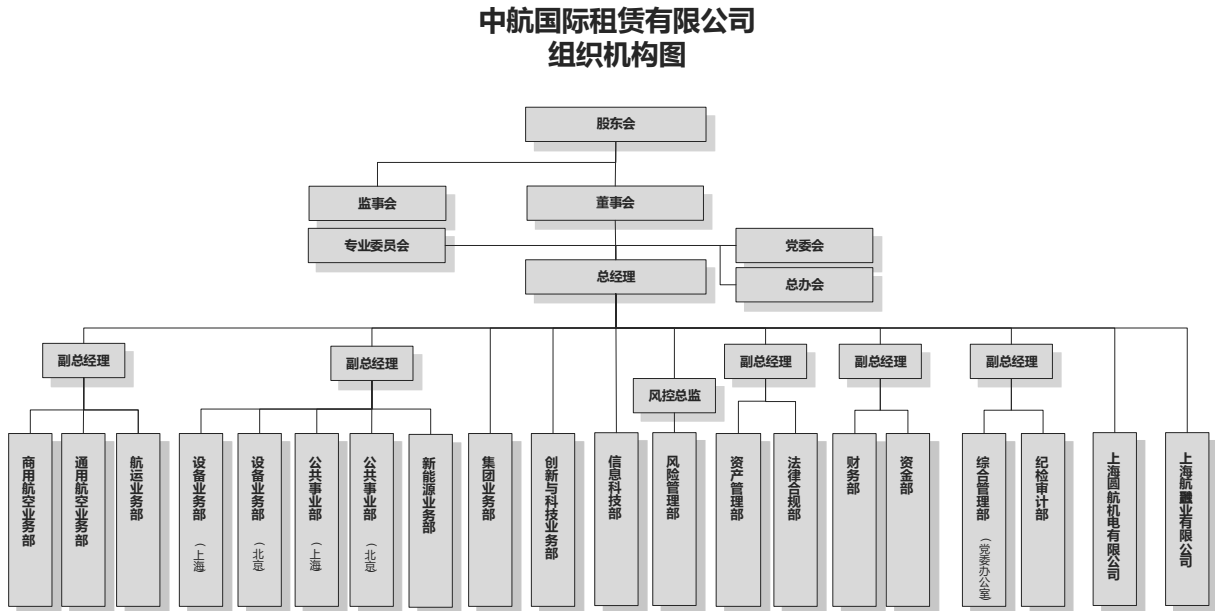 中航国际租赁有限公司
组织机构图
股东会
监事会
董事会
专业委员会
党委会
总经理
总办会
副总经理
副总经理
副总经理
副总经理
副总经理
风控总监
商用航空业务部
通用航空业务部
航运业务部
设备业务部（上海）
设备业务部（北京）
公共事业部（上海）
公共事业部（北京）
新能源业务部
集团业务部
创新与科技业务部
信息科技部
风险管理部
资产管理部
法律合规部
财务部
资金部
综合管理部（党委办公室）
纪检审计部
上海圆航机电有限公司
上海航融业有限公司